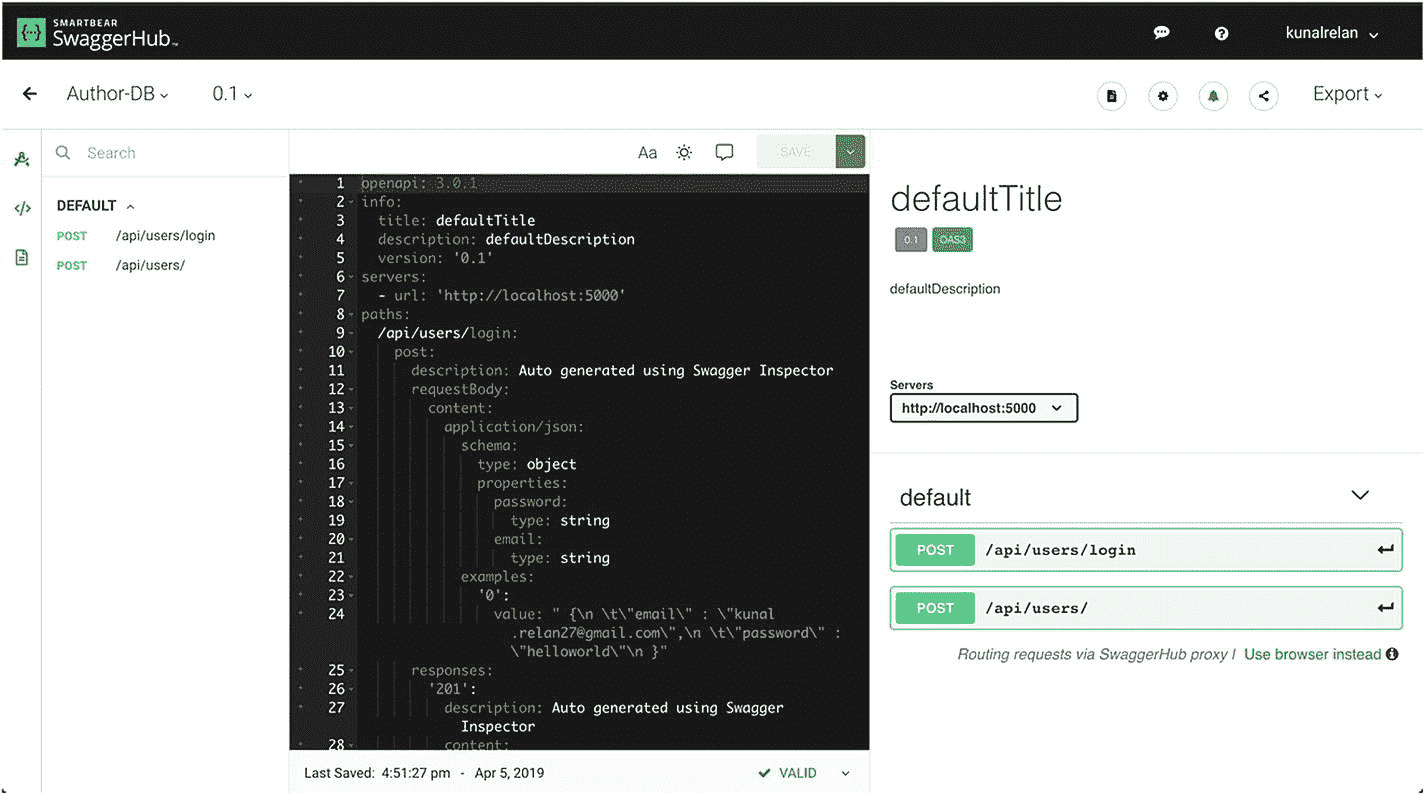 SMARTBEAR
SwaggerHub™
kunalrelan
Author-DB
0.1
Export
Search
Aa
SAVE
DEFAULT
POST /api/users/login
POST /api/users/
1 openapi: 3.0.1
2 info:
3 title: defaultTitle
4 description: defaultDescription
5 version: '0.1'
6 servers:
7 - url: 'http://localhost:5000'
8 paths:
9 /api/users/login:
10 post:
11 description: Auto generated using Swagger Inspector
12 requestBody:
13 content:
14 application/json:
15 schema:
16 type: object
17 properties:
18 password:
19 type: string
20 email:
21 type: string
22 examples:
23 '0':
24 value: " {\n \t\"email\" : \"kunal
.relan27@gmail.com\",\n \t\"password\" :
\"helloworld\"\n }"
25 responses:
26 '201':
27 description: Auto generated using Swagger
Inspector
28 content:
Last Saved: 4:51:27 pm - Apr 5, 2019
VALID
defaultTitle
0.1 OAS3
defaultDescription
Servers
http://localhost:5000
default
POST /api/users/login
POST /api/users/
Routing requests via SwaggerHub proxy | Use browser instead